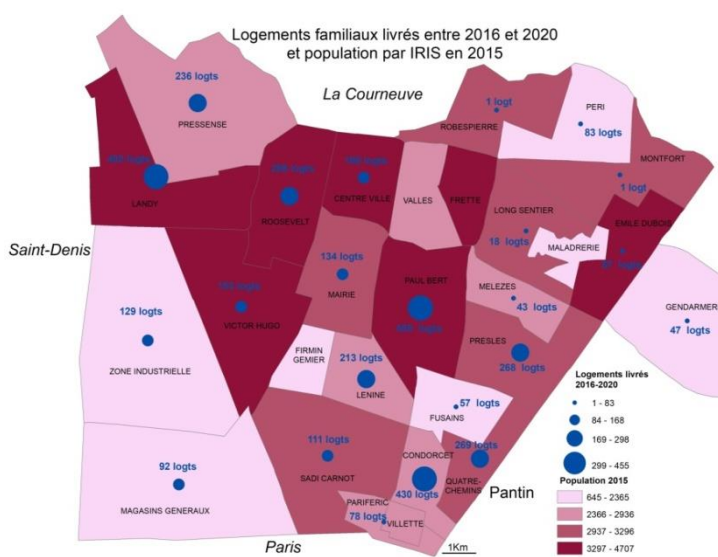 Logements familiaux livrés entre 2016 et 2020
et population par IRIS en 2015
236 logts
PRESSENSE
La Courneuve
1 logt
ROBESPIERRE
PERI
83 logts
MONTFORT
1 logt
LANDY
ROOSEVELT
CENTRE VILLE
VALLES
FRETTE
LONG SENTIER
18 logts
EMILE DUBOIS
MALADRERIE
Saint-Denis
134 logts
MAIRIE
PAUL BERT
MELEZES
43 logts
GENDARMER
47 logts
129 logts
ZONE INDUSTRIELLE
VICTOR HUGO
FIRMIN
GEMIER
213 logts
LENINE
PRESLES
268 logts
57 logts
FUSAINS
111 logts
SADI CARNOT
CONDORCET
430 logts
269 logts
QUATRE-
CHEMINS
Pantin
92 logts
MAGASINS GENERAUX
PARIFERIC
78 logts
VILLETTE
Paris
1Km
Logements livrés
2016-2020
1 - 83
84 - 168
169 - 298
299 - 455
Population 2015
645 - 2365
2366 - 2936
2937 - 3296
3297 - 4707